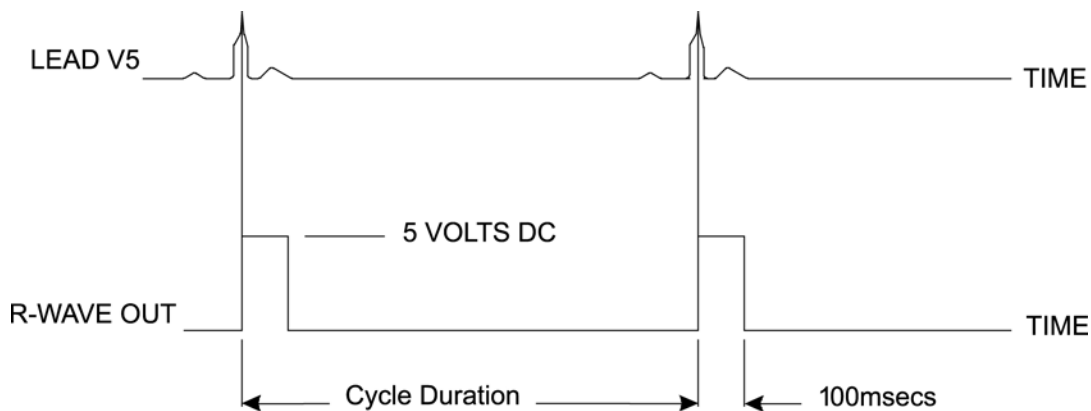 LEAD V5
TIME
5 VOLTS DC
R-WAVE OUT
TIME
Cycle Duration
100msecs